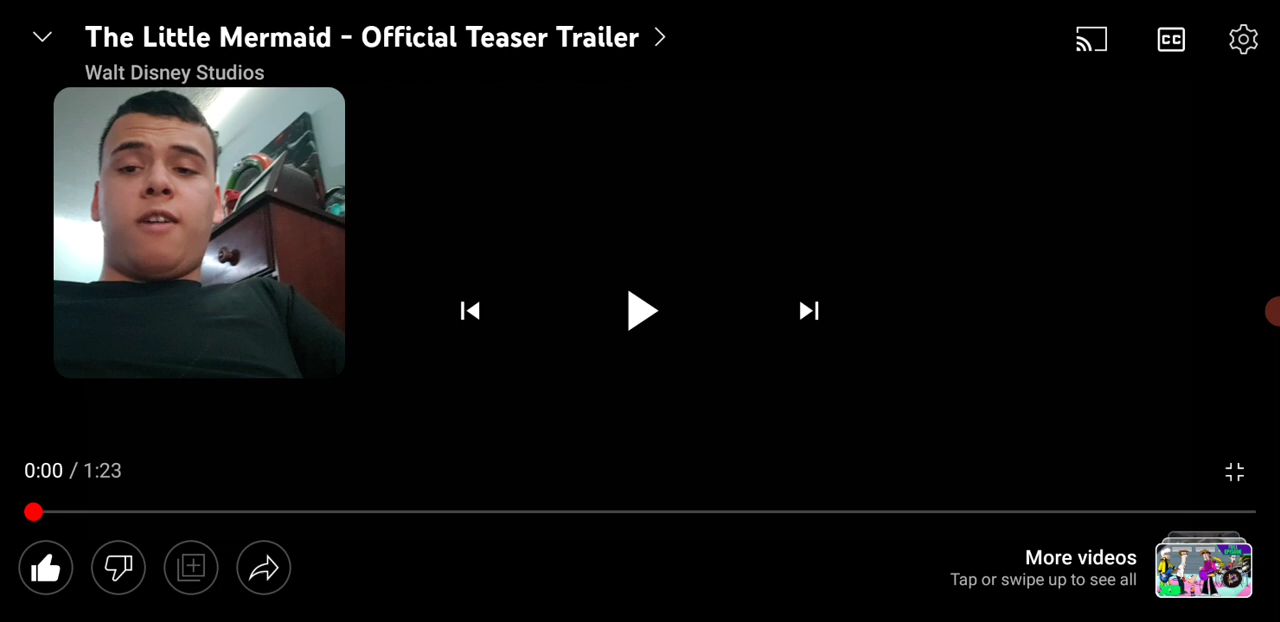 The Little Mermaid - Official Teaser Trailer
Walt Disney Studios
CC
0:00 / 1:23
More videos
Tap or swipe up to see all